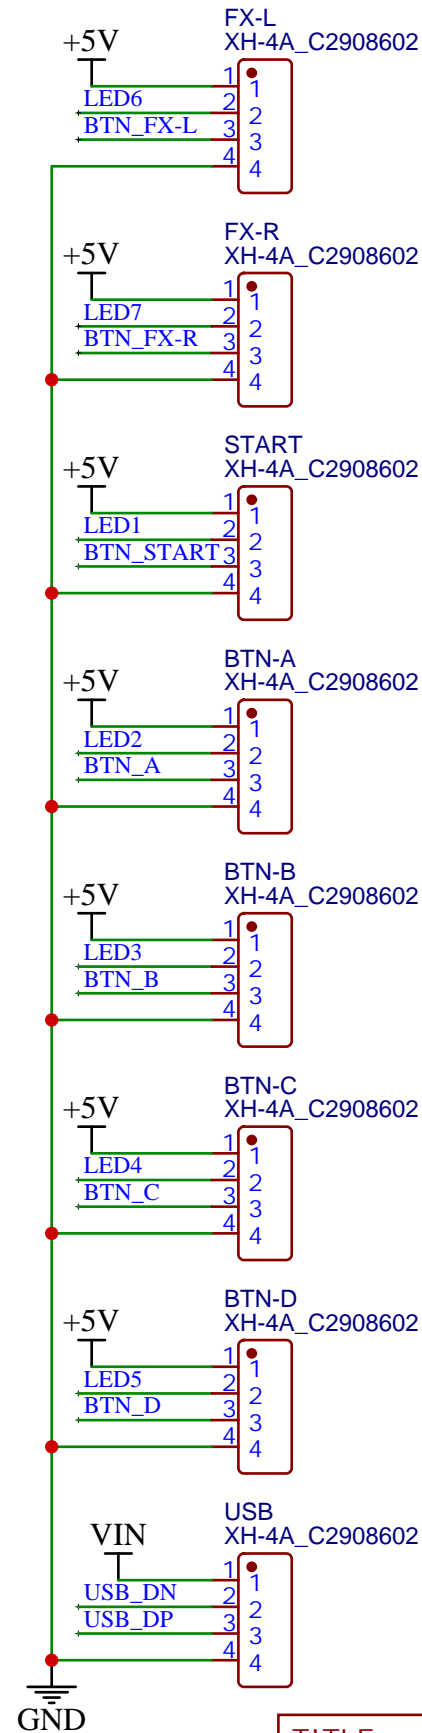 FX-L
XH-4A_C2908602
+5V
1 1
LED6 2 2
BTN_FX-L 3 3
4 4
FX-R
XH-4A_C2908602
+5V
1 1
LED7 2 2
BTN_FX-R 3 3
4 4
START
XH-4A_C2908602
+5V
1 1
LED1 2 2
BTN_START 3 3
4 4
BTN-A
XH-4A_C2908602
+5V
1 1
LED2 2 2
BTN_A 3 3
4 4
BTN-B
XH-4A_C2908602
+5V
1 1
LED3 2 2
BTN_B 3 3
4 4
BTN-C
XH-4A_C2908602
+5V
1 1
LED4 2 2
BTN_C 3 3
4 4
BTN-D
XH-4A_C2908602
+5V
1 1
LED5 2 2
BTN_D 3 3
4 4
USB
XH-4A_C2908602
VIN
1 1
USB_DN 2 2
USB_DP 3 3
4 4
GND
TITLE